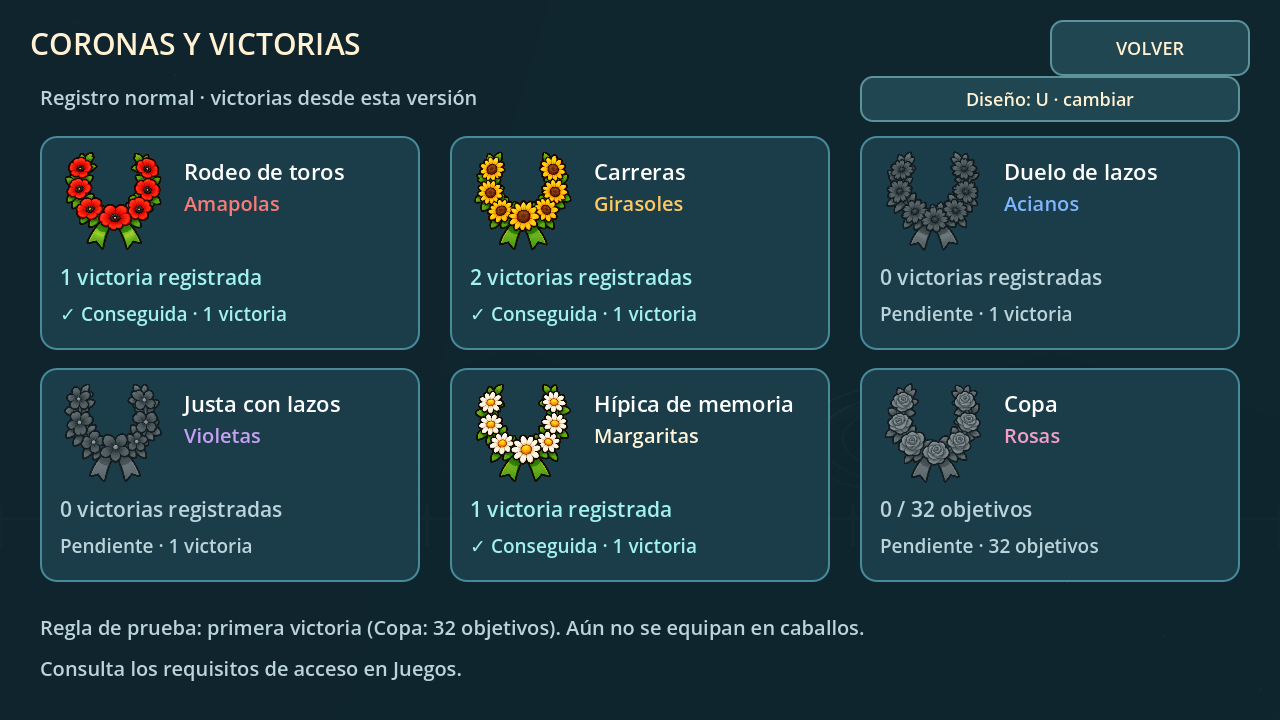 CORONAS Y VICTORIAS
VOLVER
Registro normal · victorias desde esta versión
Diseño: U · cambiar
Rodeo de toros
Amapolas
1 victoria registrada
✓ Conseguida · 1 victoria
Carreras
Girasoles
2 victorias registradas
✓ Conseguida · 1 victoria
Duelo de lazos
Acianos
0 victorias registradas
Pendiente · 1 victoria
Justa con lazos
Violetas
0 victorias registradas
Pendiente · 1 victoria
Hípica de memoria
Margaritas
1 victoria registrada
✓ Conseguida · 1 victoria
Copa
Rosas
0 / 32 objetivos
Pendiente · 32 objetivos
Regla de prueba: primera victoria (Copa: 32 objetivos). Aún no se equipan en caballos.
Consulta los requisitos de acceso en Juegos.